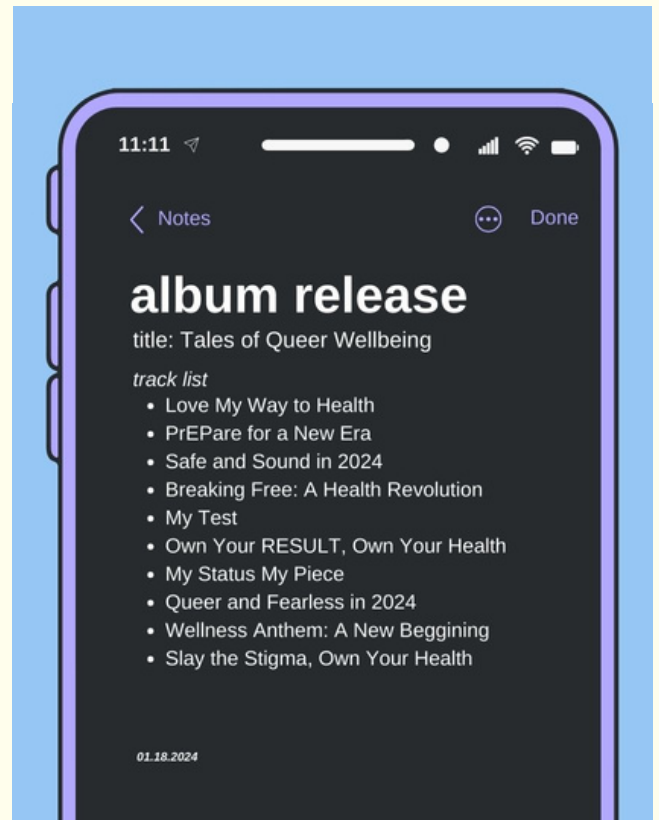 11:11
Notes
Done
album release
title: Tales of Queer Wellbeing
track list
• Love My Way to Health
• PrEPare for a New Era
• Safe and Sound in 2024
• Breaking Free: A Health Revolution
• My Test
• Own Your RESULT, Own Your Health
• My Status My Piece
• Queer and Fearless in 2024
• Wellness Anthem: A New Beggining
• Slay the Stigma, Own Your Health
01.18.2024